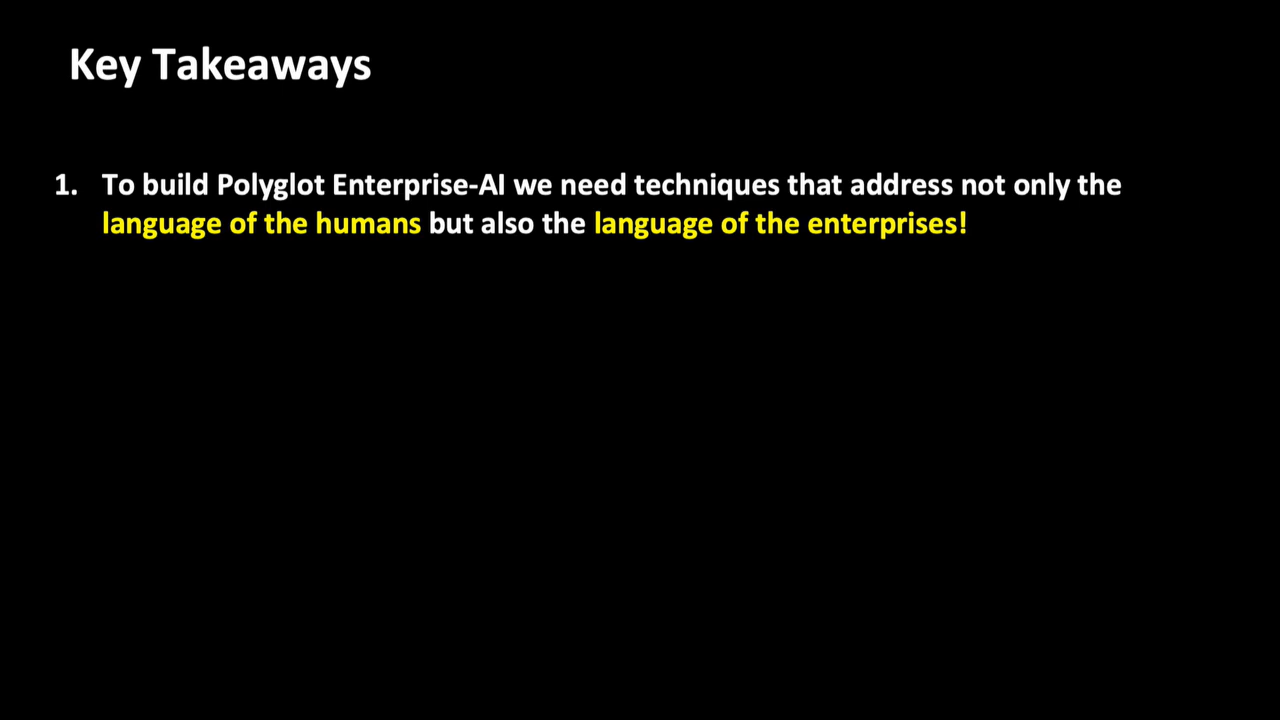 Key Takeaways
1. To build Polyglot Enterprise-AI we need techniques that address not only the
language of the humans but also the language of the enterprises!